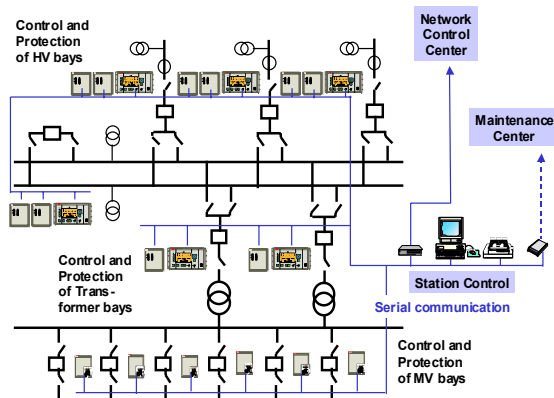 Control and
Protection
of HV bays
Network
Control
Center
Maintenance
Center
Control and
Protection
of Trans-
former bays
Station Control
Serial communication
Control and
Protection
of MV bays